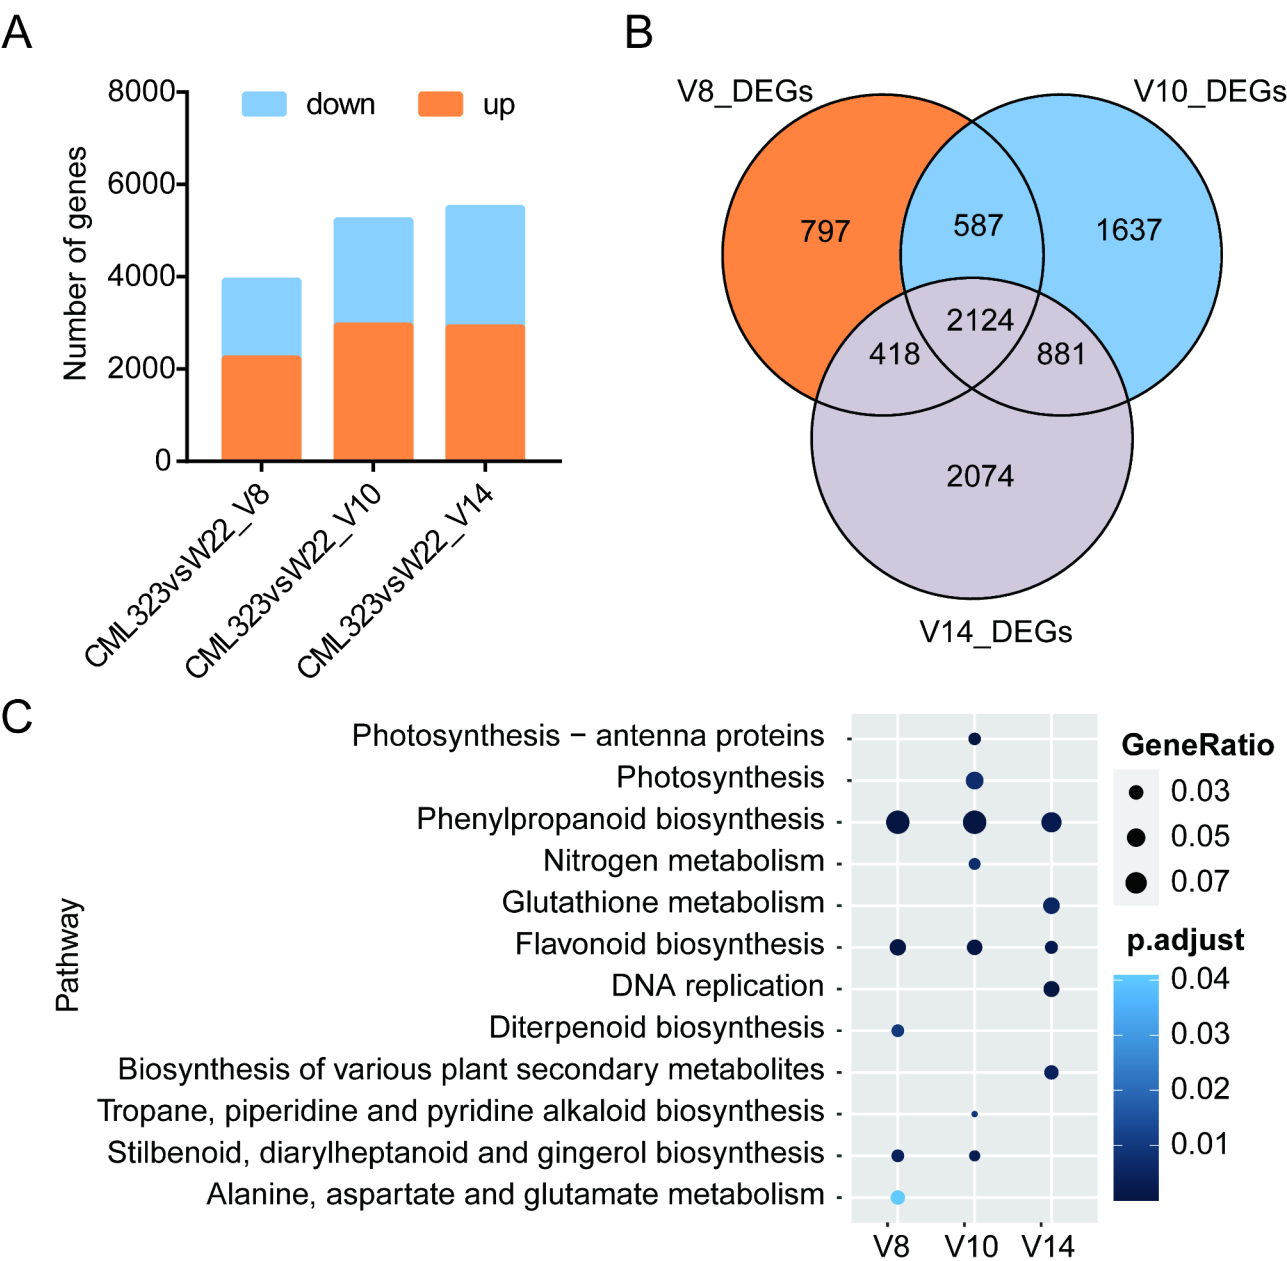 A
8000
6000
4000
2000
0
Number of genes
down
up
CML323vsW22_V8
CML323vsW22_V10
CML323vsW22_V14
B
V8_DEGs
V10_DEGs
797
587
1637
2124
418
881
2074
V14_DEGs
C
Pathway
Photosynthesis − antenna proteins
Photosynthesis
Phenylpropanoid biosynthesis
Nitrogen metabolism
Glutathione metabolism
Flavonoid biosynthesis
DNA replication
Diterpenoid biosynthesis
Biosynthesis of various plant secondary metabolites
Tropane, piperidine and pyridine alkaloid biosynthesis
Stilbenoid, diarylheptanoid and gingerol biosynthesis
Alanine, aspartate and glutamate metabolism
V8
V10
V14
GeneRatio
0.03
0.05
0.07
p.adjust
0.04
0.03
0.02
0.01